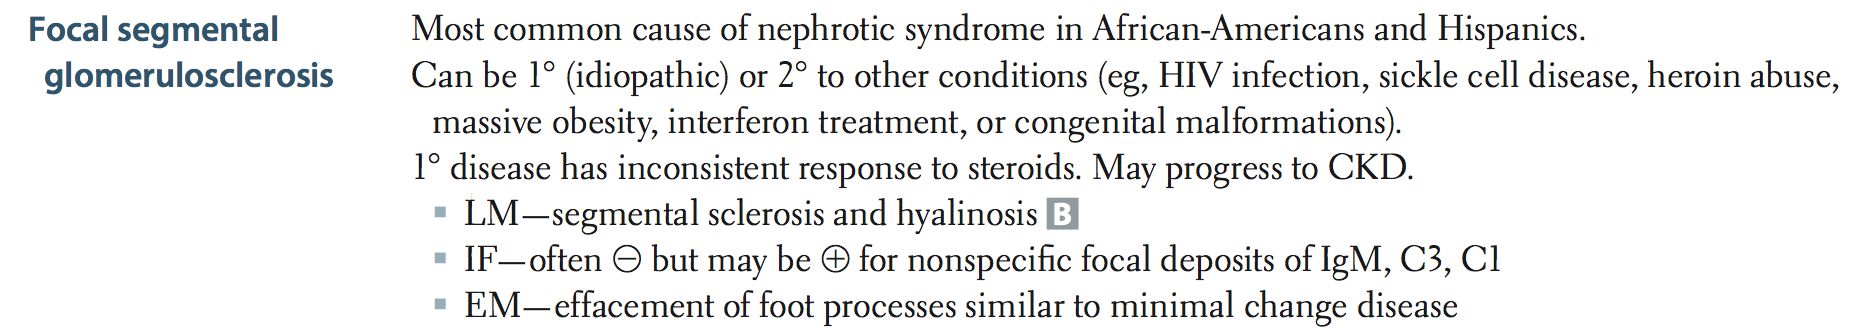 Focal segmental
glomerulosclerosis
Most common cause of nephrotic syndrome in African-Americans and Hispanics.
Can be 1° (idiopathic) or 2° to other conditions (eg, HIV infection, sickle cell disease, heroin abuse,
massive obesity, interferon treatment, or congenital malformations).
1° disease has inconsistent response to steroids. May progress to CKD.
▪ LM—segmental sclerosis and hyalinosis B
▪ IF—often ⊖ but may be ⊕ for nonspecific focal deposits of IgM, C3, C1
▪ EM—effacement of foot processes similar to minimal change disease